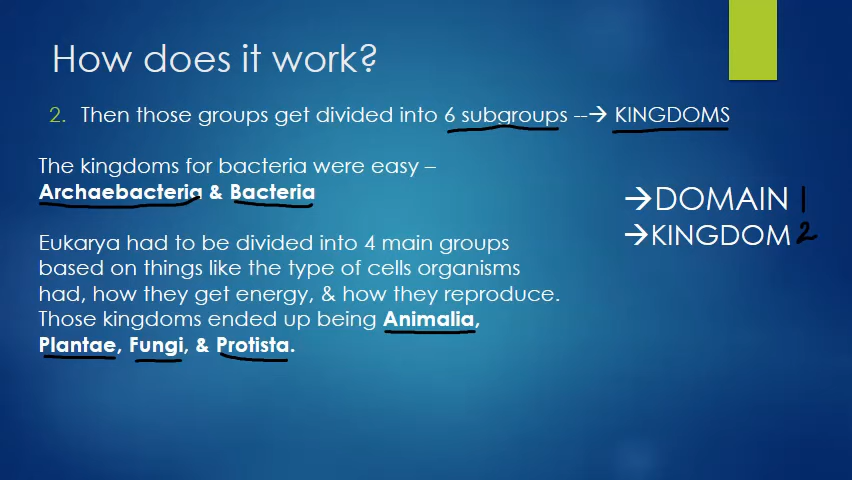 How does it work?
2. Then those groups get divided into 6 subgroups --→ KINGDOMS
The kingdoms for bacteria were easy –
Archaebacteria & Bacteria
→DOMAIN 1
→KINGDOM 2
Eukarya had to be divided into 4 main groups
based on things like the type of cells organisms
had, how they get energy, & how they reproduce.
Those kingdoms ended up being Animalia,
Plantae, Fungi, & Protista.